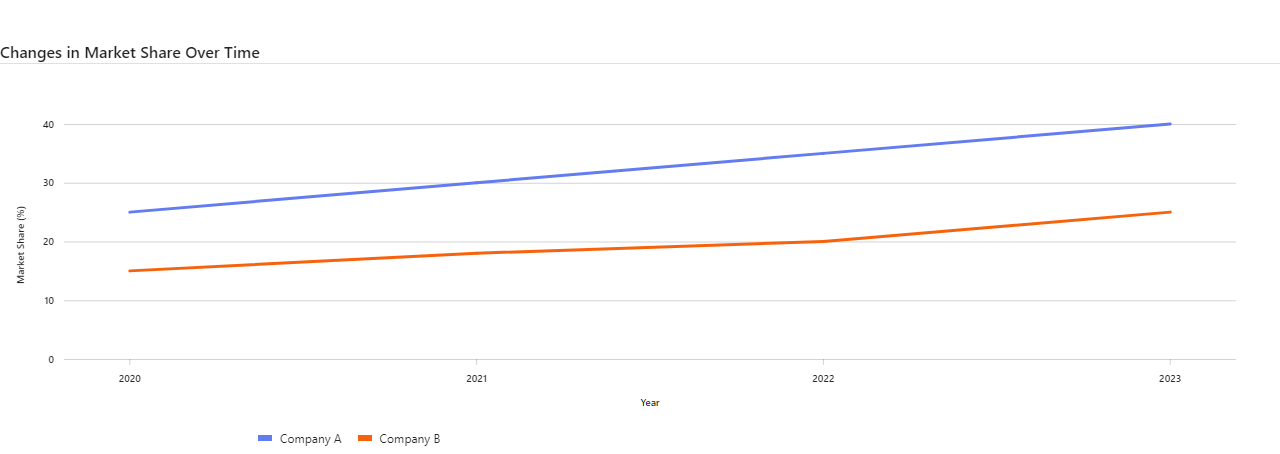 Changes in Market Share Over Time
Market Share (%)
40
30
20
10
0
2020 2021 2022 2023
Year
Company A Company B